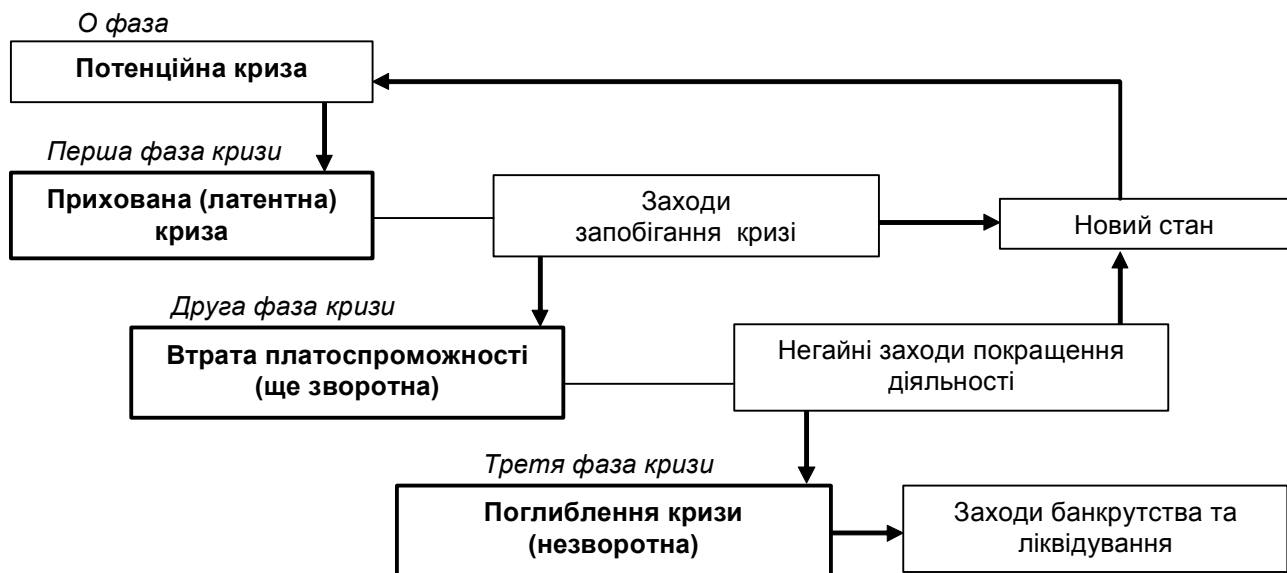 О фаза
Потенційна криза
Перша фаза кризи
Прихована (латентна)
криза
Заходи
запобігання кризі
Новий стан
Друга фаза кризи
Втрата платоспроможності
(ще зворотна)
Негайні заходи покращення
діяльності
Третя фаза кризи
Поглиблення кризи
(незворотна)
Заходи банкрутства та
ліквідування